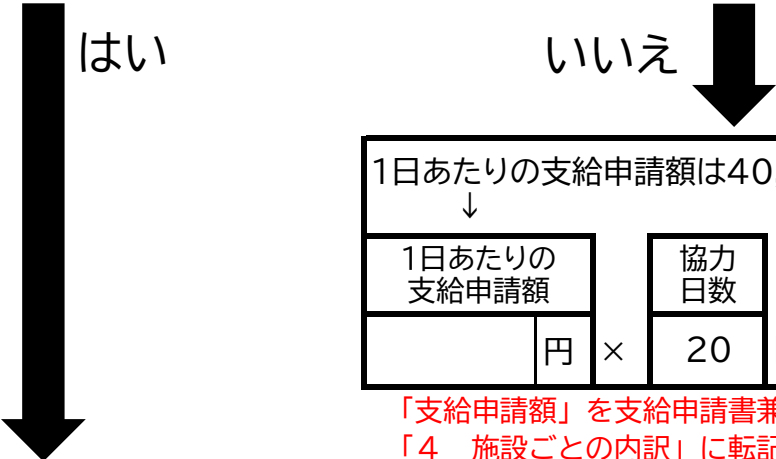 はい
いいえ
1日あたりの支給申請額は40
↓
1日あたりの
支給申請額
協力
日数
円
×
20
「支給申請額」を支給申請書兼
「4　施設ごとの内訳」に転記